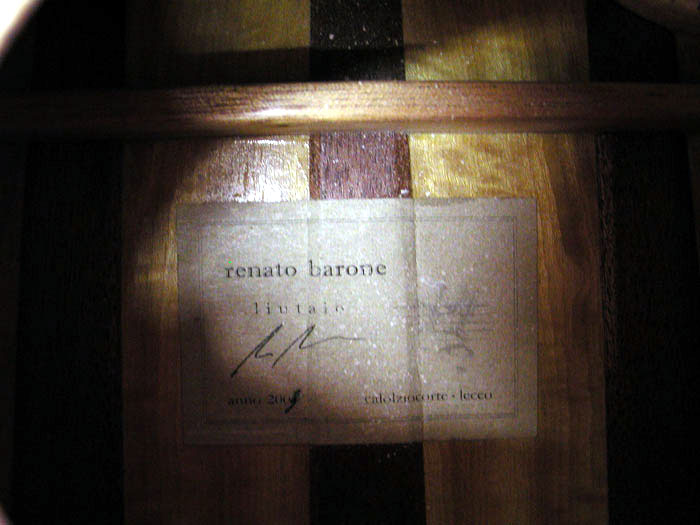 renato barone
liutaio
anno 200
calolziocorte - lecco